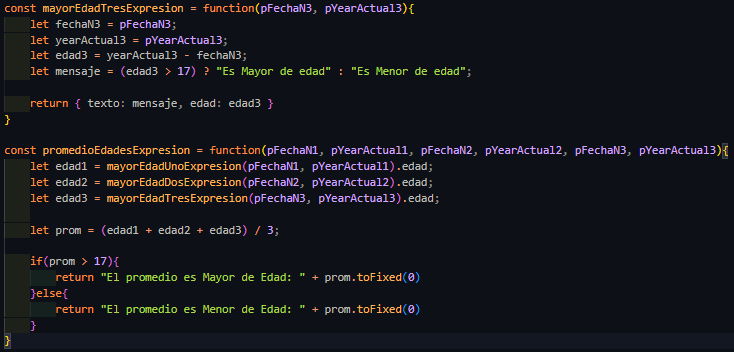 const mayorEdadTresExpresion = function(pFechaN3, pYearActual3){
    let fechaN3 = pFechaN3;
    let yearActual3 = pYearActual3;
    let edad3 = yearActual3 - fechaN3;
    let mensaje = (edad3 > 17) ? "Es Mayor de edad" : "Es Menor de edad";

    return { texto: mensaje, edad: edad3 }
}

const promedioEdadesExpresion = function(pFechaN1, pYearActual1, pFechaN2, pYearActual2, pFechaN3, pYearActual3){
    let edad1 = mayorEdadUnoExpresion(pFechaN1, pYearActual1).edad;
    let edad2 = mayorEdadDosExpresion(pFechaN2, pYearActual2).edad;
    let edad3 = mayorEdadTresExpresion(pFechaN3, pYearActual3).edad;

    let prom = (edad1 + edad2 + edad3) / 3;

    if(prom > 17){
        return "El promedio es Mayor de Edad: " + prom.toFixed(0)
    }else{
        return "El promedio es Menor de Edad: " + prom.toFixed(0)
    }
}